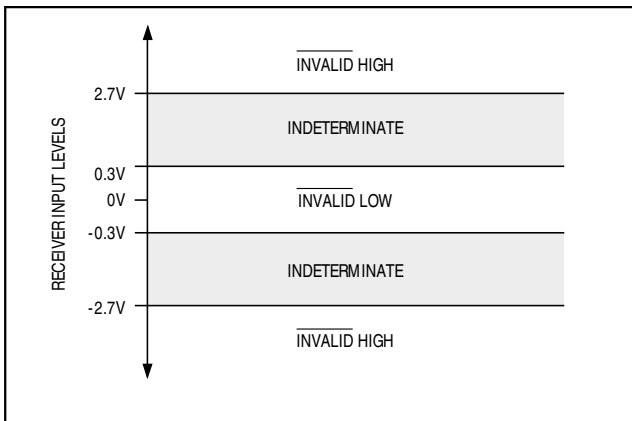 INVALID HIGH
2.7V
INDETERMINATE
0.3V
0V
INVALID LOW
-0.3V
INDETERMINATE
-2.7V
INVALID HIGH
RECEIVER INPUT LEVELS